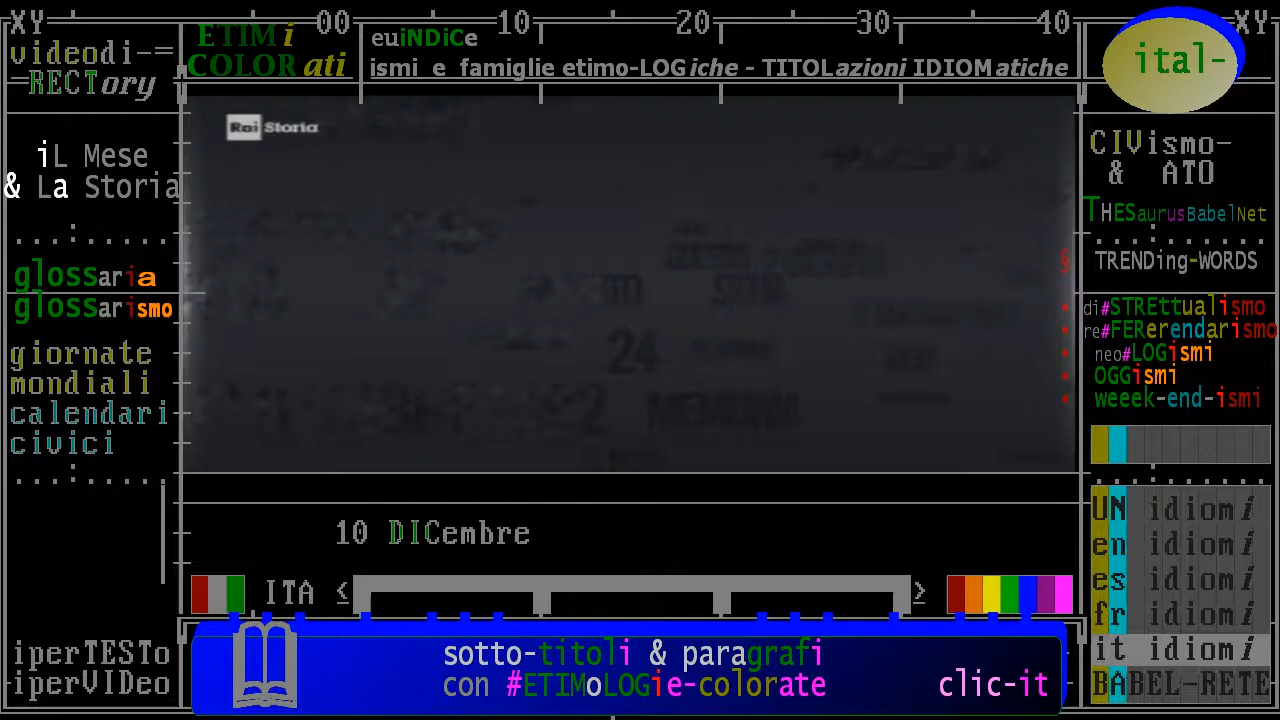 XY 00 10 20 30 40 XY
videodi-=
=RECTory
ETIMi
COLORati
euiNDiCe
ismi e famiglie etimo-LOGiche - TITOLazioni IDIOMatiche
ital-
Rai Storia
iL Mese
& La Storia
...:.....
glossaria
glossarismo
giornate
mondiali
calendari
civici
...:.....
iperTESTo
-iperVIDeo
24
10 DICembre
ITA < >
sotto-titoli & paragrafi
con #ETIMoLOGie-colorate clic-it
CIVismo-
& ATO
THESaurusBabelNet
...:.....
TRENDing-WORDS
di#STREttualismo
re#FERerendarismo
neo#LOGismi
OGGismi
weeek-end-ismi
UN idiomi
en idiomi
es idiomi
fr idiomi
it idiomi
BABEL-RETE